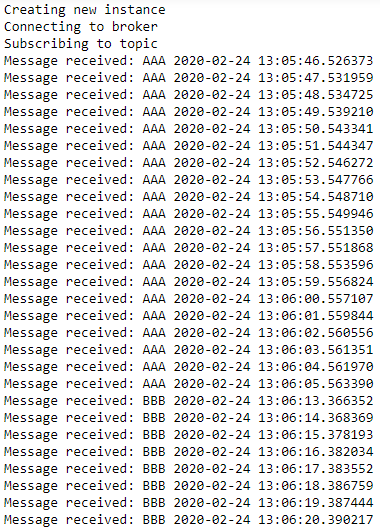 Creating new instance
Connecting to broker
Subscribing to topic
Message received: AAA 2020-02-24 13:05:46.526373
Message received: AAA 2020-02-24 13:05:47.531959
Message received: AAA 2020-02-24 13:05:48.534725
Message received: AAA 2020-02-24 13:05:49.539210
Message received: AAA 2020-02-24 13:05:50.543341
Message received: AAA 2020-02-24 13:05:51.544347
Message received: AAA 2020-02-24 13:05:52.546272
Message received: AAA 2020-02-24 13:05:53.547766
Message received: AAA 2020-02-24 13:05:54.548710
Message received: AAA 2020-02-24 13:05:55.549946
Message received: AAA 2020-02-24 13:05:56.551350
Message received: AAA 2020-02-24 13:05:57.551868
Message received: AAA 2020-02-24 13:05:58.553596
Message received: AAA 2020-02-24 13:05:59.556824
Message received: AAA 2020-02-24 13:06:00.557107
Message received: AAA 2020-02-24 13:06:01.559844
Message received: AAA 2020-02-24 13:06:02.560556
Message received: AAA 2020-02-24 13:06:03.561351
Message received: AAA 2020-02-24 13:06:04.561970
Message received: AAA 2020-02-24 13:06:05.563390
Message received: BBB 2020-02-24 13:06:13.366352
Message received: BBB 2020-02-24 13:06:14.368369
Message received: BBB 2020-02-24 13:06:15.378193
Message received: BBB 2020-02-24 13:06:16.382034
Message received: BBB 2020-02-24 13:06:17.383552
Message received: BBB 2020-02-24 13:06:18.386759
Message received: BBB 2020-02-24 13:06:19.387444
Message received: BBB 2020-02-24 13:06:20.390217